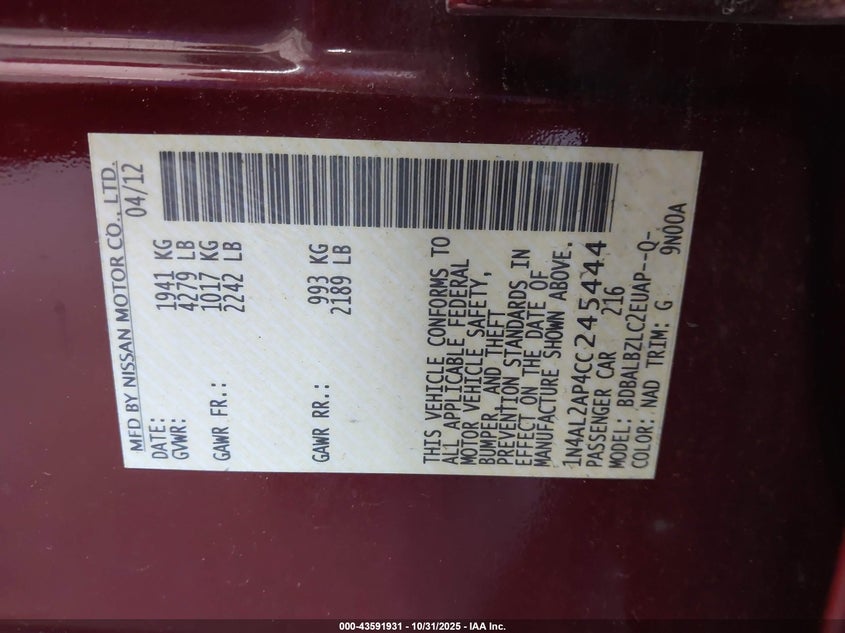 MFD BY NISSAN MOTOR CO., LTD.
DATE: 04/12
GVWR: 1941 KG
4279 LB
GAWR FR.: 1017 KG
2242 LB
GAWR RR.: 993 KG
2189 LB
THIS VEHICLE CONFORMS TO
ALL APPLICABLE FEDERAL
MOTOR VEHICLE SAFETY,
BUMPER, AND THEFT
PREVENTION STANDARDS IN
EFFECT ON THE DATE OF
MANUFACTURE SHOWN ABOVE.
1N4AL2AP4CC245444
PASSENGER CAR 216
MODEL: BDBALBZLC2EUAP--Q-
COLOR: NAD TRIM: G 9N00A
000-43591931 - 10/31/2025 - IAA Inc.